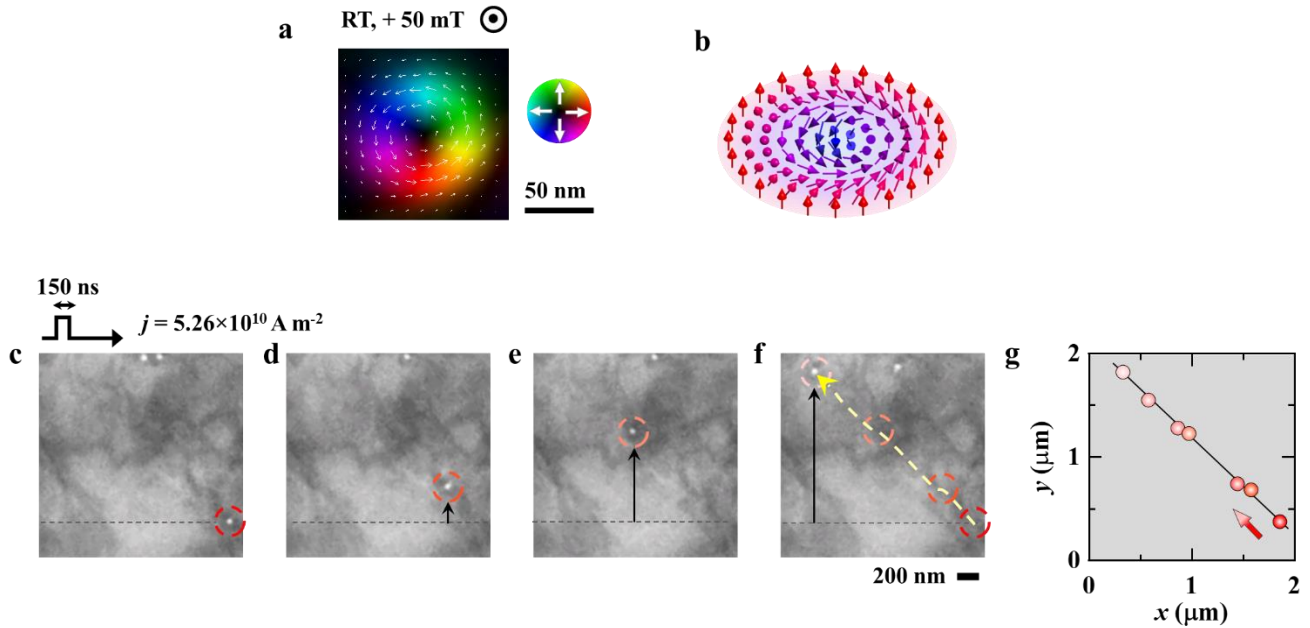 a
RT, + 50 mT
50 nm
b
150 ns
j = 5.26×10¹⁰ A m⁻²
c
d
e
f
200 nm
g
2
1
0
y (μm)
0
1
2
x (μm)